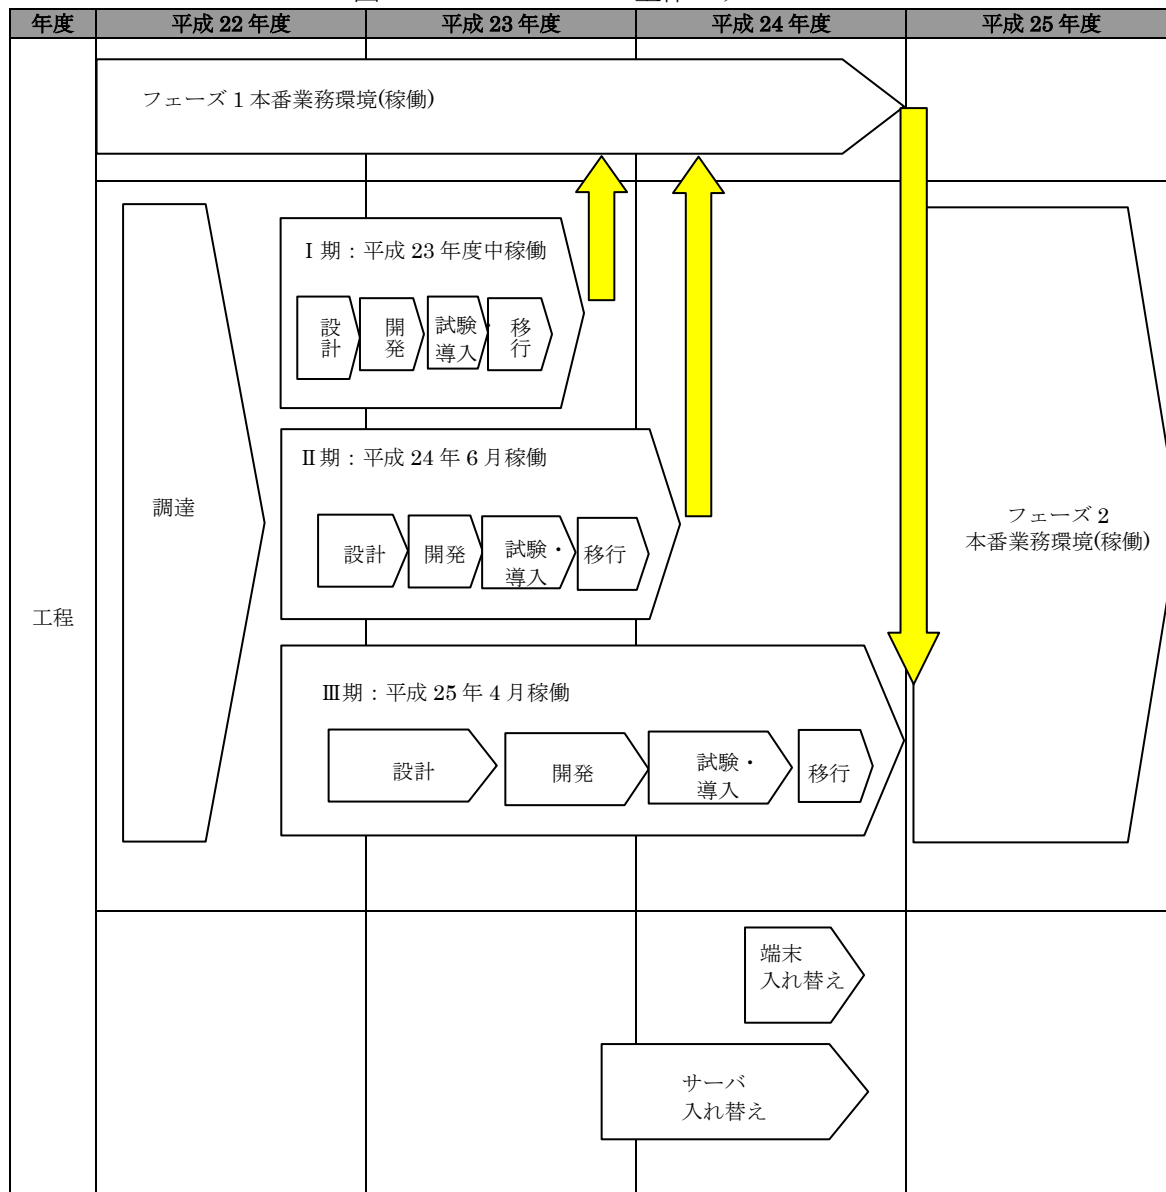 年度 平成 22 年度 平成 23 年度 平成 24 年度 平成 25 年度
フェーズ 1 本番業務環境(稼働)
Ⅰ期：平成 23 年度中稼働
設計
開発
試験・
導入
移行
Ⅱ期：平成 24 年 6 月稼働
調達
設計
開発
試験・
導入
移行
フェーズ 2
本番業務環境(稼働)
工程
Ⅲ期：平成 25 年 4 月稼働
設計
開発
試験・
導入
移行
端末
入れ替え
サーバ
入れ替え